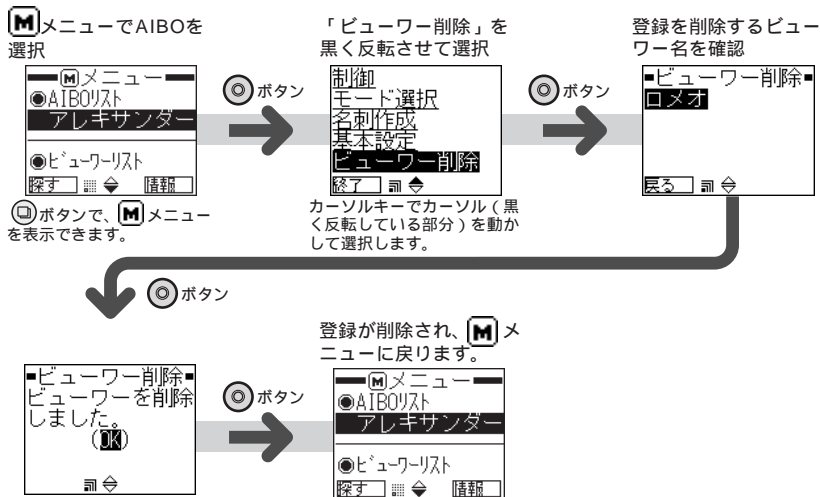 MメニューでAIBOを
選択
Mメニュー
◉AIBOリスト
アレキサンダー
◉ビューワーリスト
探す
情報
ボタンで、Mメニュー
を表示できます。
ボタン
「ビューワー削除」を
黒く反転させて選択
制御
モード選択
名刺作成
基本設定
ビューワー削除
終了
カーソルキーでカーソル(黒
く反転している部分)を動か
して選択します。
ボタン
登録を削除するビュー
ワー名を確認
▪ビューワー削除▪
ロメオ
戻る
ボタン
▪ビューワー削除▪
ビューワーを削除
しました。
(OK)
ボタン
登録が削除され、Mメ
ニューに戻ります。
Mメニュー
◉AIBOリスト
アレキサンダー
◉ビューワーリスト
探す
情報